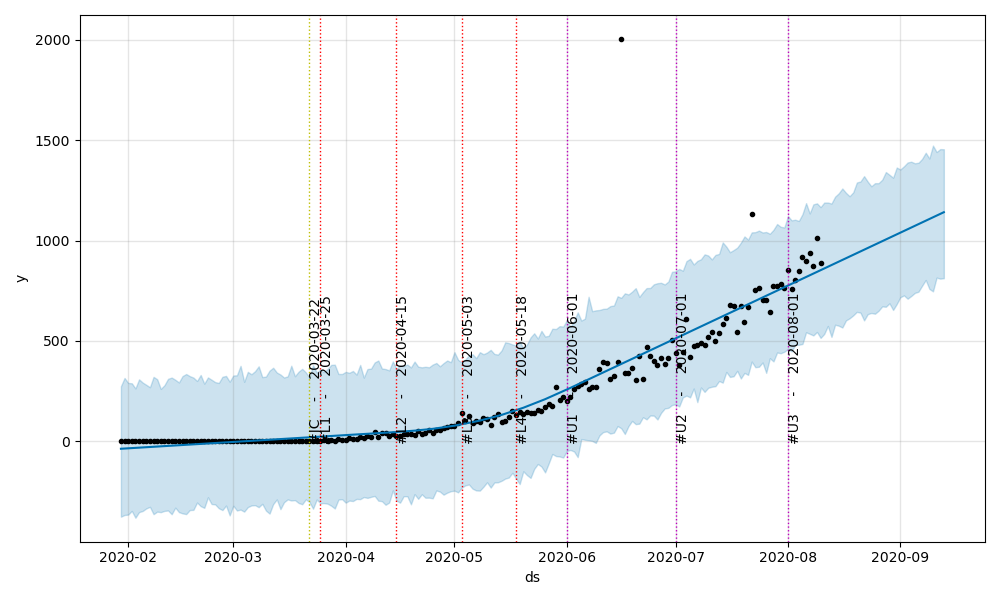 2000
1500
1000
500
0
y
#JC - 2020-03-22
#L1 - 2020-03-25
#L2 - 2020-04-15
#L3 - 2020-05-03
#L4 - 2020-05-18
#U1 - 2020-06-01
#U2 - 2020-07-01
#U3 - 2020-08-01
2020-02
2020-03
2020-04
2020-05
2020-06
2020-07
2020-08
2020-09
ds